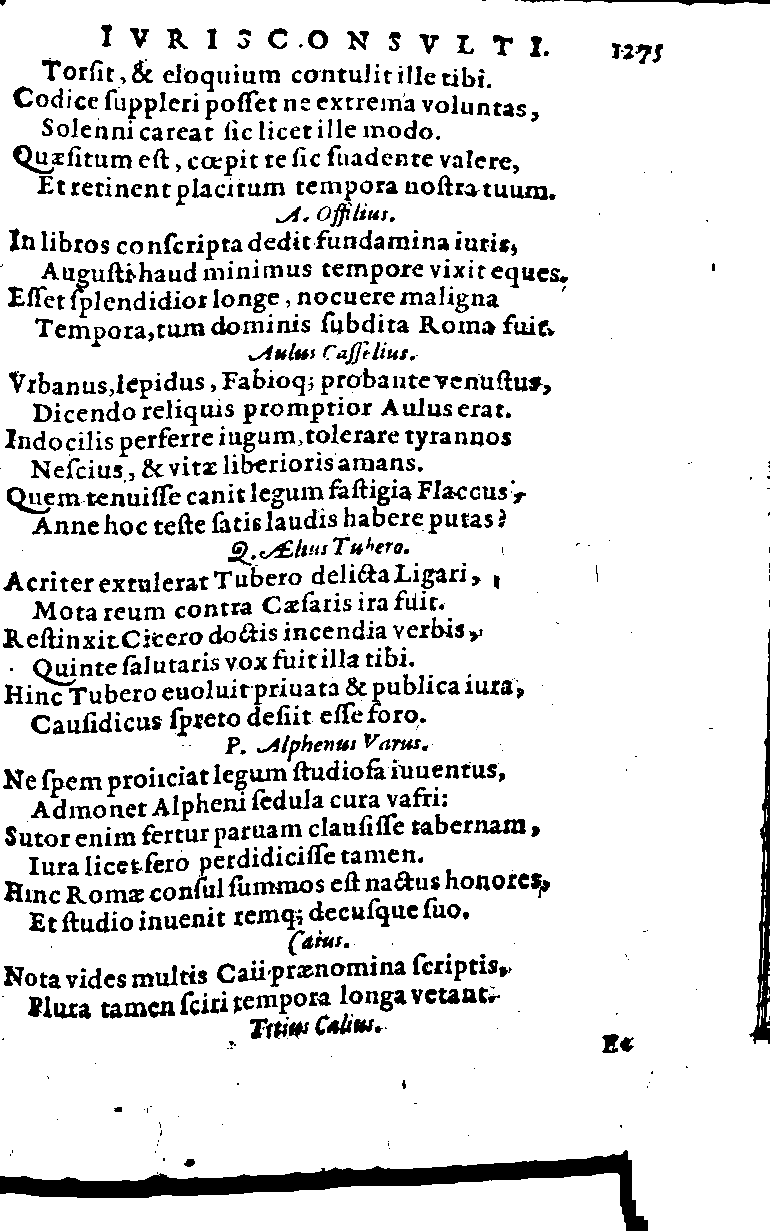 IVRISCONSVLTI. 1275
Torſit, & eloquium contulit ille tibi.
Codice ſuppleri poſſet ne extrema voluntas,
Solenni careat ſic licet ille modo.
Quæſitum eſt, cœpit te ſic ſuadente valere,
Et retinent placitum tempora noſtra tuum.
A. Offilius.
In libros conſcripta dedit fundamina iuris,
Auguſti haud minimus tempore vixit eques.
Eſſet ſplendidior longe, nocuere maligna
Tempora, tum dominis ſubdita Roma fuit.
Aulus Caſſelius.
Vrbanus, lepidus, Fabioq; probante venuſtus,
Dicendo reliquis promptior Aulus erat.
Indocilis perferre iugum, tolerare tyrannos
Neſcius, & vitæ liberioris amans.
Quem tenuiſſe canit legum faſtigia Flaccus,
Anne hoc teſte ſatis laudis habere putas?
Q. Ælius Tubero.
Acriter extulerat Tubero delicta Ligari,
Mota reum contra Cæſaris ira fuit.
Reſtinxit Cicero doctis incendia verbis,
Quinte ſalutaris vox fuit illa tibi.
Hinc Tubero euoluit priuata & publica iura,
Cauſidicus ſpreto deſiit eſſe foro.
P. Alphenus Varus.
Ne ſpem proiiciat legum ſtudioſa iuuentus,
Admonet Alpheni ſedula cura vafri:
Sutor enim fertur paruam clauſiſſe tabernam,
Iura licet ſero perdidiciſſe tamen.
Hinc Romæ conſul ſummos eſt nactus honores,
Et ſtudio inuenit remq; decuſque ſuo.
Caius.
Nota vides multis Caii prænomina ſcriptis,
Plura tamen ſciri tempora longa vetant.
Titius Calius.
Et